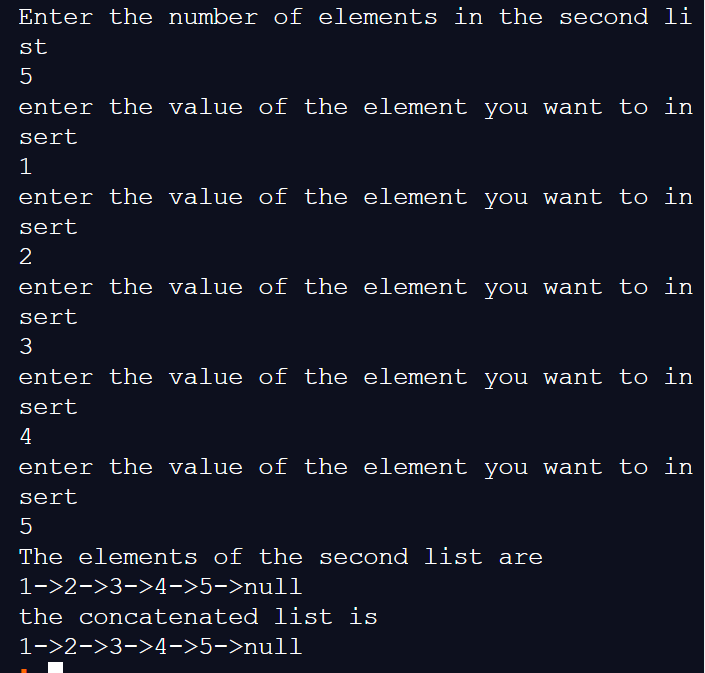 Enter the number of elements in the second li
st
5
enter the value of the element you want to in
sert
1
enter the value of the element you want to in
sert
2
enter the value of the element you want to in
sert
3
enter the value of the element you want to in
sert
4
enter the value of the element you want to in
sert
5
The elements of the second list are
1->2->3->4->5->null
the concatenated list is
1->2->3->4->5->null